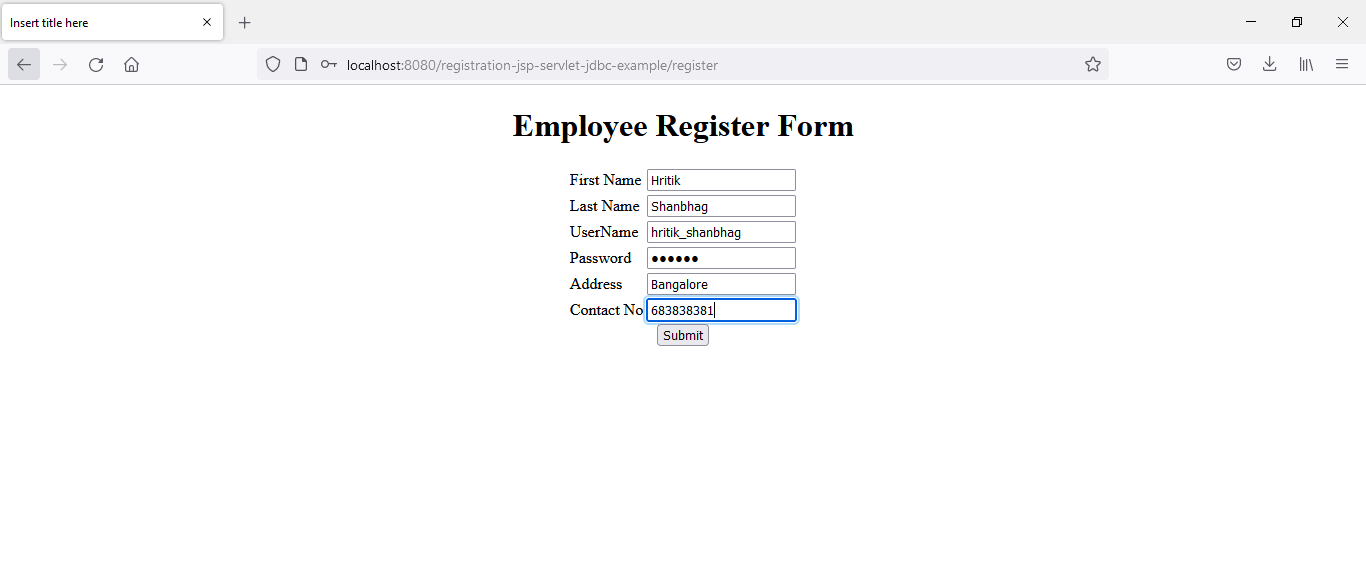 Insert title here
localhost:8080/registration-jsp-servlet-jdbc-example/register
Employee Register Form
First Name Hritik
Last Name Shanbhag
UserName hritik_shanbhag
Password ●●●●●●
Address Bangalore
Contact No 683838381
Submit